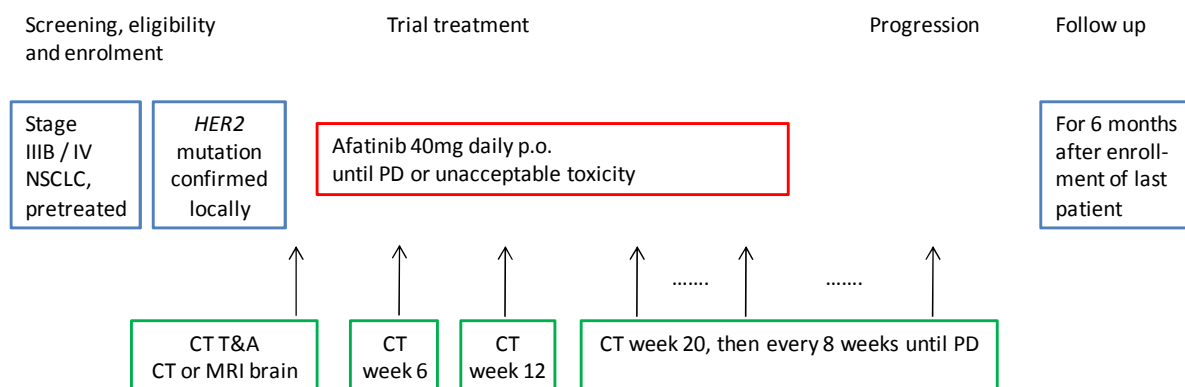 Screening, eligibility
and enrolment
Trial treatment
Progression
Follow up
Stage
IIIB / IV
NSCLC,
pretreated
HER2
mutation
confirmed
locally
Afatinib 40mg daily p.o.
until PD or unacceptable toxicity
For 6 months
after enroll-
ment of last
patient
.......
.......
CT T&A
CT or MRI brain
CT
week 6
CT
week 12
CT week 20, then every 8 weeks until PD